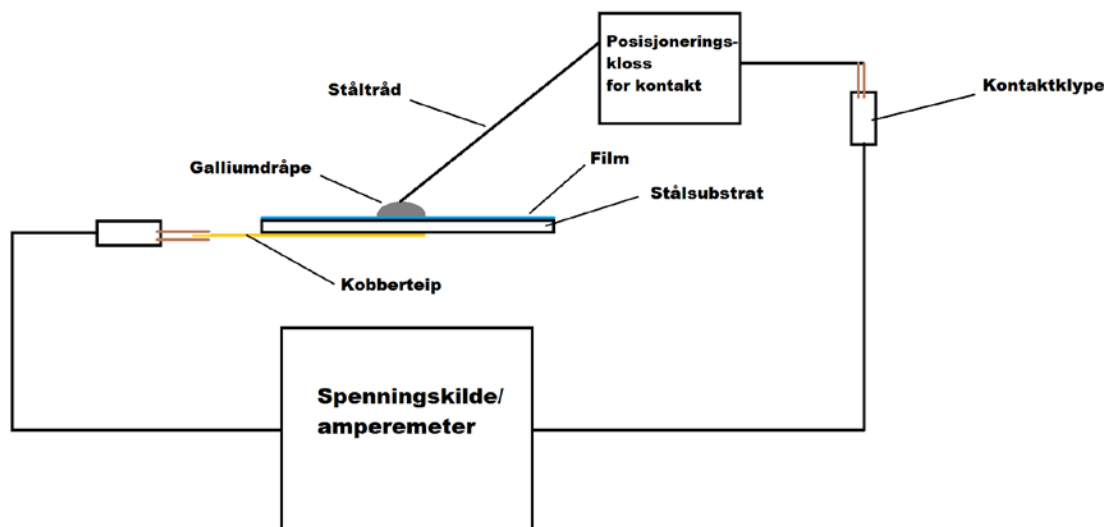 Posisjonerings-
kloss
for kontakt
Kontaktklype
Ståltråd
Film
Galliumdråpe
Stålsubstrat
Kobberteip
Spenningskilde/
amperemeter